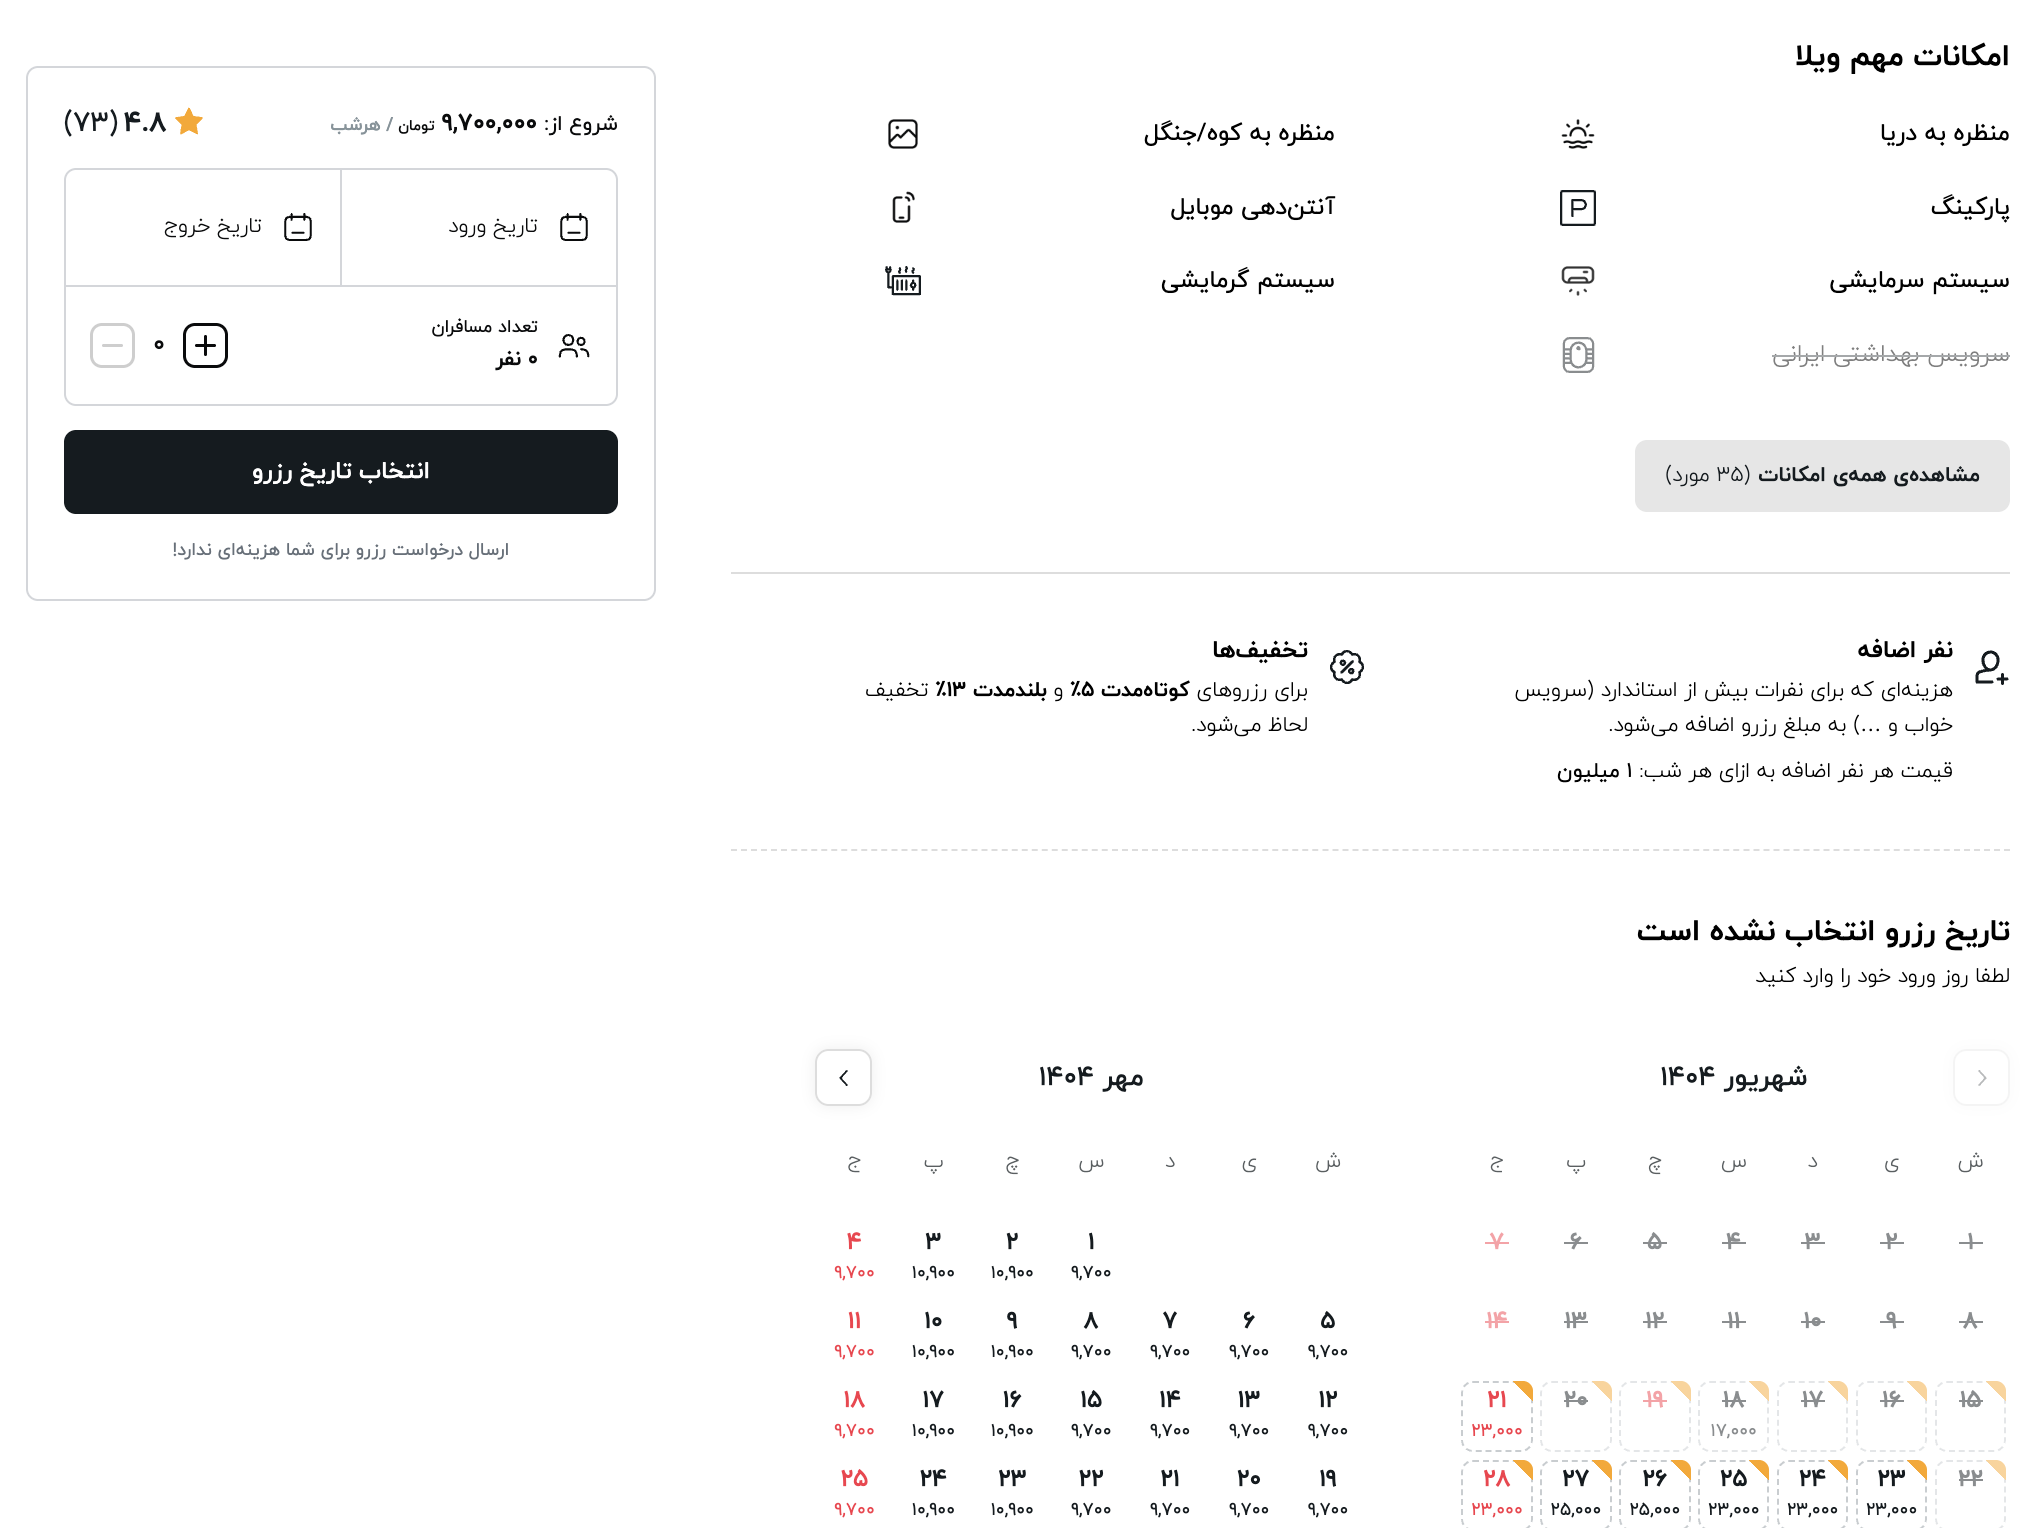 امکانات مهم ویلا
منظره به دریا
منظره به کوه/جنگل
پارکینگ
آنتن‌دهی موبایل
سیستم سرمایشی
سیستم گرمایشی
سرویس بهداشتی ایرانی
مشاهده‌ی همه‌ی امکانات (۳۵ مورد)
شروع از: ۹,۷۰۰,۰۰۰ تومان / هرشب
۴.۸ (۷۳)
تاریخ ورود
تاریخ خروج
تعداد مسافران
۰ نفر
۰
انتخاب تاریخ رزرو
ارسال درخواست رزرو برای شما هزینه‌ای ندارد!
نفر اضافه
هزینه‌ای که برای نفرات بیش از استاندارد (سرویس
خواب و ...) به مبلغ رزرو اضافه می‌شود.
قیمت هر نفر اضافه به ازای هر شب: ۱ میلیون
تخفیف‌ها
برای رزروهای کوتاه‌مدت ۵٪ و بلندمدت ۱۳٪ تخفیف
لحاظ می‌شود.
تاریخ رزرو انتخاب نشده است
لطفا روز ورود خود را وارد کنید
شهریور ۱۴۰۴
ش ی د س چ پ ج
۱ ۲ ۳ ۴ ۵ ۶ ۷
۸ ۹ ۱۰ ۱۱ ۱۲ ۱۳ ۱۴
۱۵ ۱۶ ۱۷ ۱۸ ۱۹ ۲۰ ۲۱
۱۷,۰۰۰ ۲۳,۰۰۰
۲۲ ۲۳ ۲۴ ۲۵ ۲۶ ۲۷ ۲۸
۲۳,۰۰۰ ۲۳,۰۰۰ ۲۳,۰۰۰ ۲۵,۰۰۰ ۲۵,۰۰۰ ۲۳,۰۰۰
مهر ۱۴۰۴
ش ی د س چ پ ج
۱ ۲ ۳ ۴
۹,۷۰۰ ۱۰,۹۰۰ ۱۰,۹۰۰ ۹,۷۰۰
۵ ۶ ۷ ۸ ۹ ۱۰ ۱۱
۹,۷۰۰ ۹,۷۰۰ ۹,۷۰۰ ۹,۷۰۰ ۱۰,۹۰۰ ۱۰,۹۰۰ ۹,۷۰۰
۱۲ ۱۳ ۱۴ ۱۵ ۱۶ ۱۷ ۱۸
۹,۷۰۰ ۹,۷۰۰ ۹,۷۰۰ ۹,۷۰۰ ۱۰,۹۰۰ ۱۰,۹۰۰ ۹,۷۰۰
۱۹ ۲۰ ۲۱ ۲۲ ۲۳ ۲۴ ۲۵
۹,۷۰۰ ۹,۷۰۰ ۹,۷۰۰ ۹,۷۰۰ ۱۰,۹۰۰ ۱۰,۹۰۰ ۹,۷۰۰